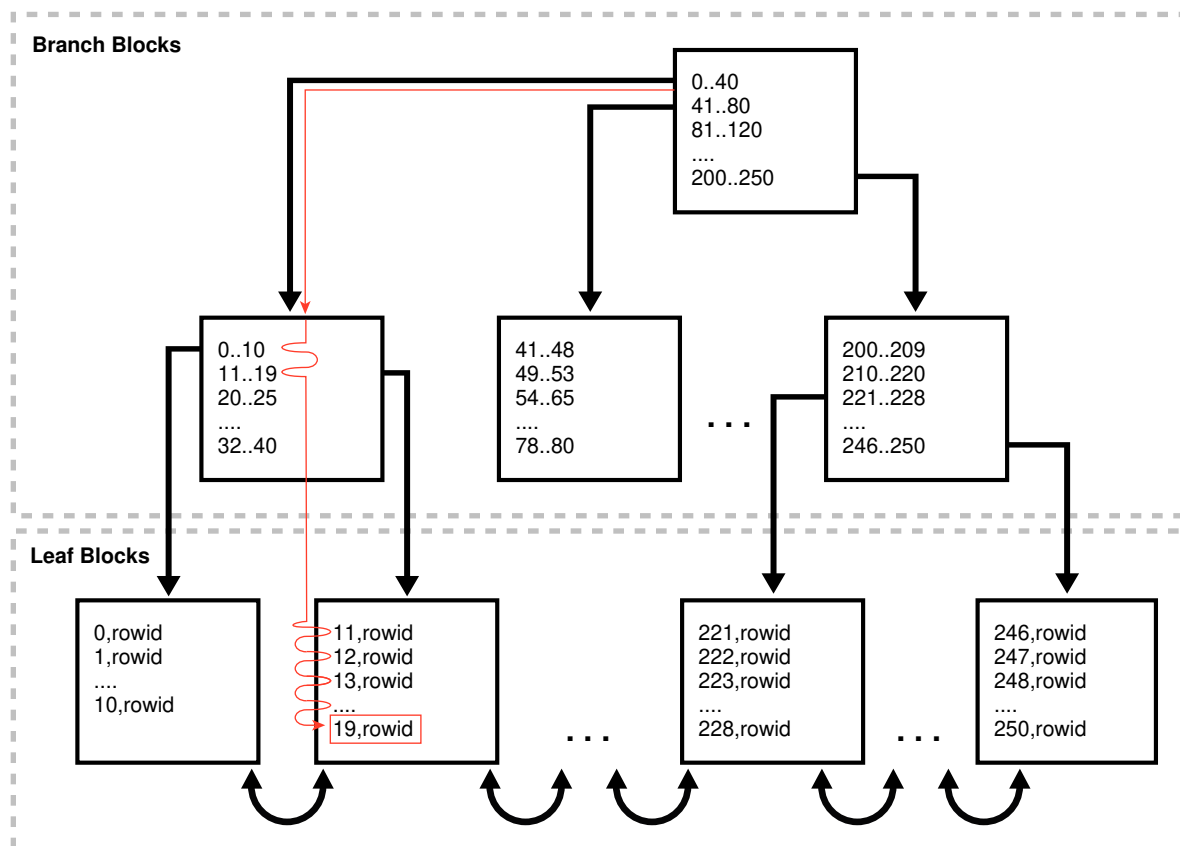 Branch Blocks
0..40
41..80
81..120
....
200..250
0..10
11..19
20..25
....
32..40
41..48
49..53
54..65
....
78..80
. . .
200..209
210..220
221..228
....
246..250
Leaf Blocks
0,rowid
1,rowid
....
10,rowid
11,rowid
12,rowid
13,rowid
....
19,rowid
. . .
221,rowid
222,rowid
223,rowid
....
228,rowid
. . .
246,rowid
247,rowid
248,rowid
....
250,rowid